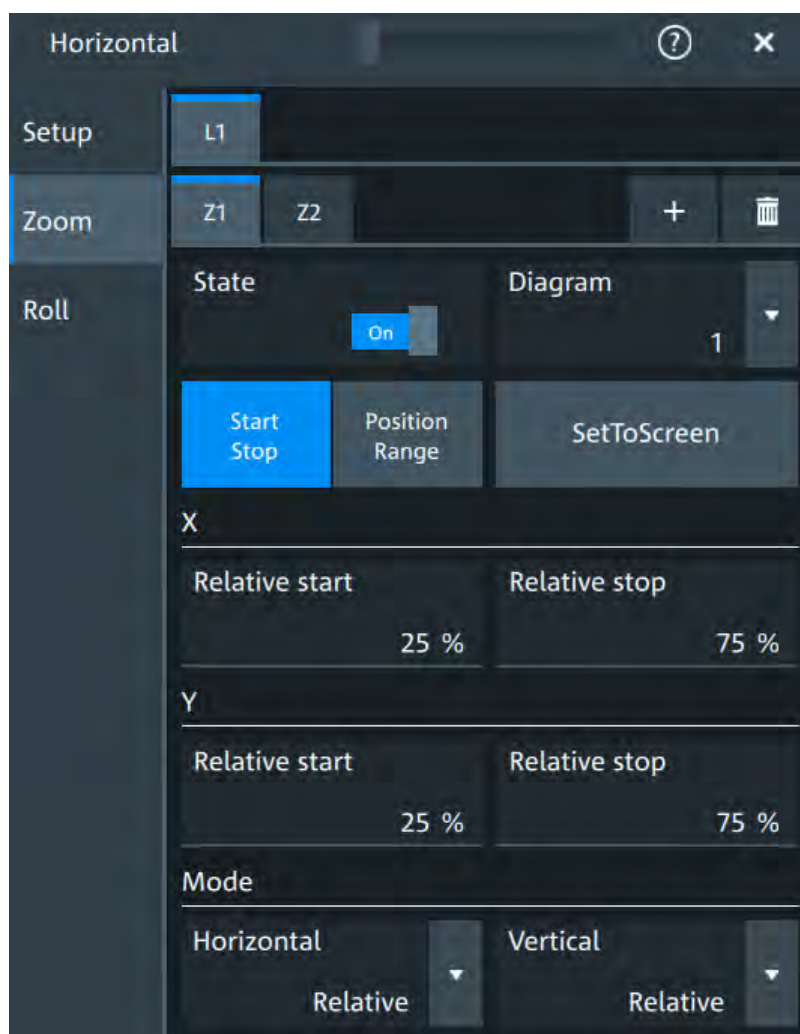 Horizontal ?
Setup
L1
Zoom
Z1 Z2 +
Roll
State
On
Diagram
1
Start
Stop
Position
Range
SetToScreen
X
Relative start
25 %
Relative stop
75 %
Y
Relative start
25 %
Relative stop
75 %
Mode
Horizontal
Relative
Vertical
Relative